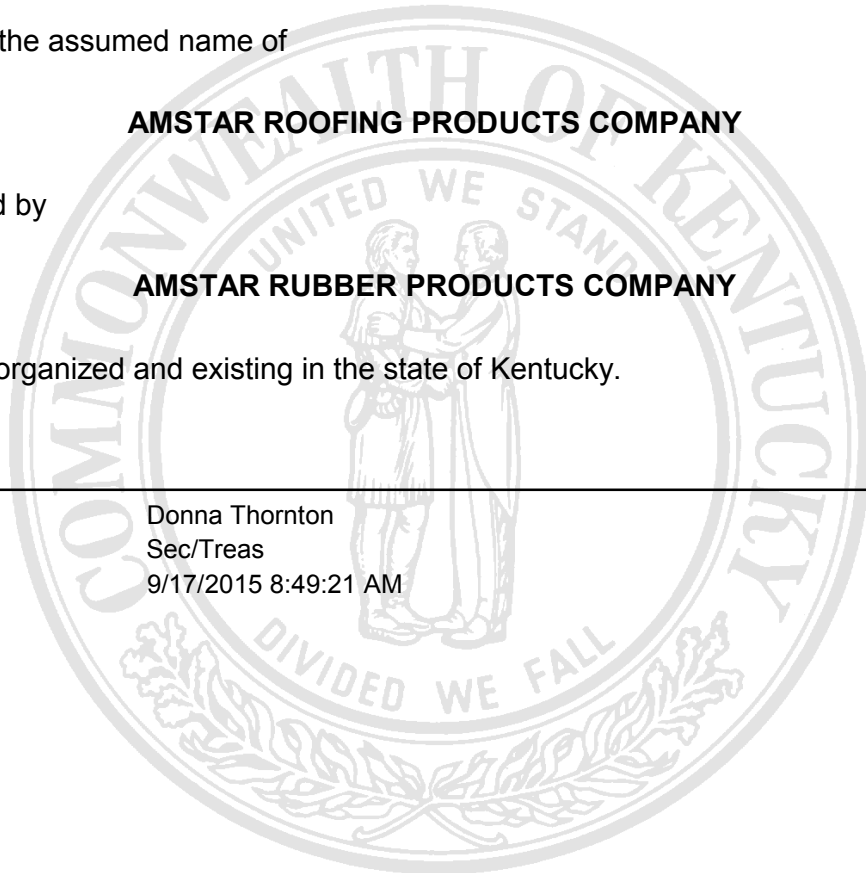 the assumed name of
AMSTAR ROOFING PRODUCTS COMPANY
d by
AMSTAR RUBBER PRODUCTS COMPANY
organized and existing in the state of Kentucky.
Donna Thornton
Sec/Treas
9/17/2015 8:49:21 AM
COMMONWEALTH OF KENTUCKY
UNITED WE STAND
DIVIDED WE FALL